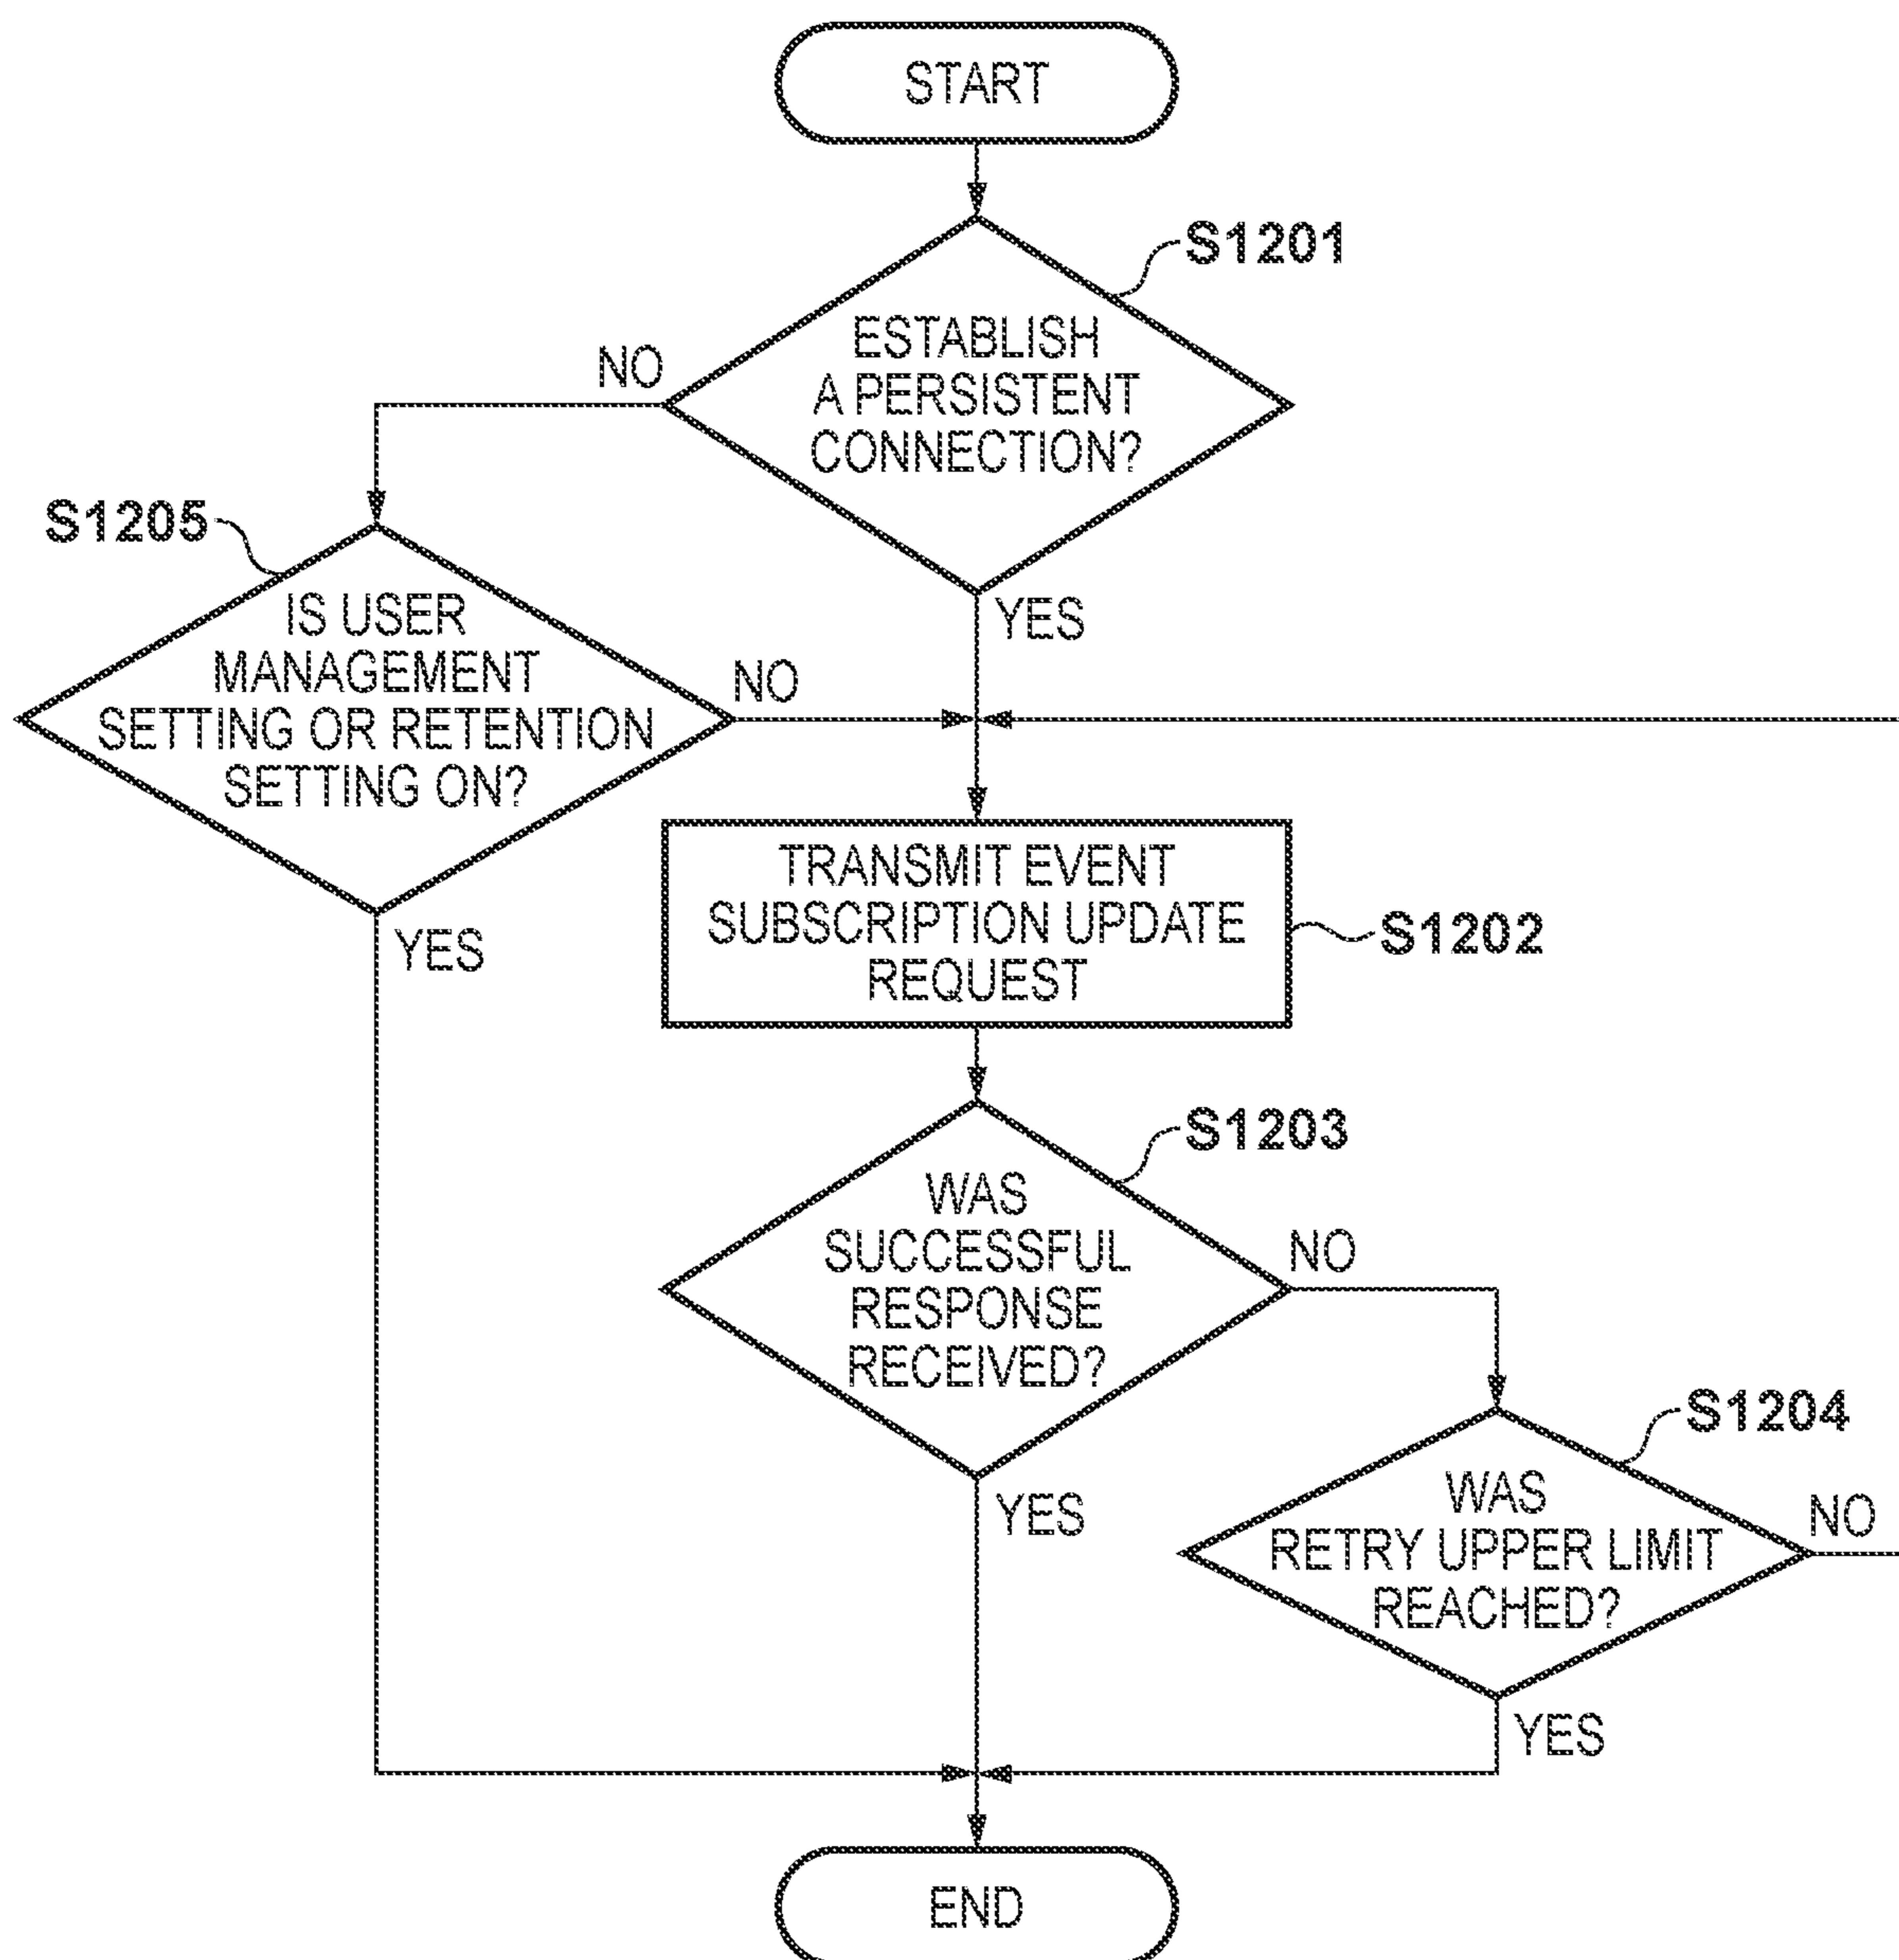 START
S1201
ESTABLISH
A PERSISTENT
CONNECTION?
NO
YES
S1205
IS USER
MANAGEMENT
SETTING OR RETENTION
SETTING ON?
NO
YES
TRANSMIT EVENT
SUBSCRIPTION UPDATE
REQUEST
S1202
S1203
WAS
SUCCESSFUL
RESPONSE
RECEIVED?
NO
YES
S1204
WAS
RETRY UPPER LIMIT
REACHED?
NO
YES
END